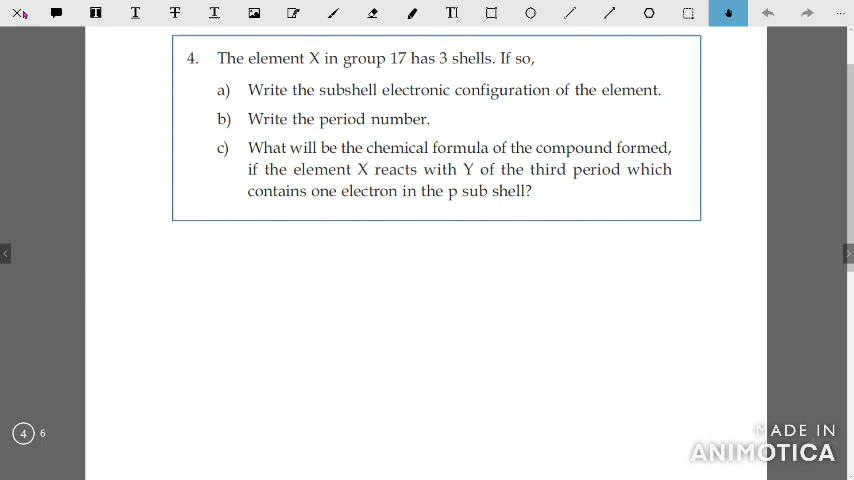 4. The element X in group 17 has 3 shells. If so,
a) Write the subshell electronic configuration of the element.
b) Write the period number.
c) What will be the chemical formula of the compound formed,
if the element X reacts with Y of the third period which
contains one electron in the p sub shell?
4 6
MADE IN
ANIMOTICA